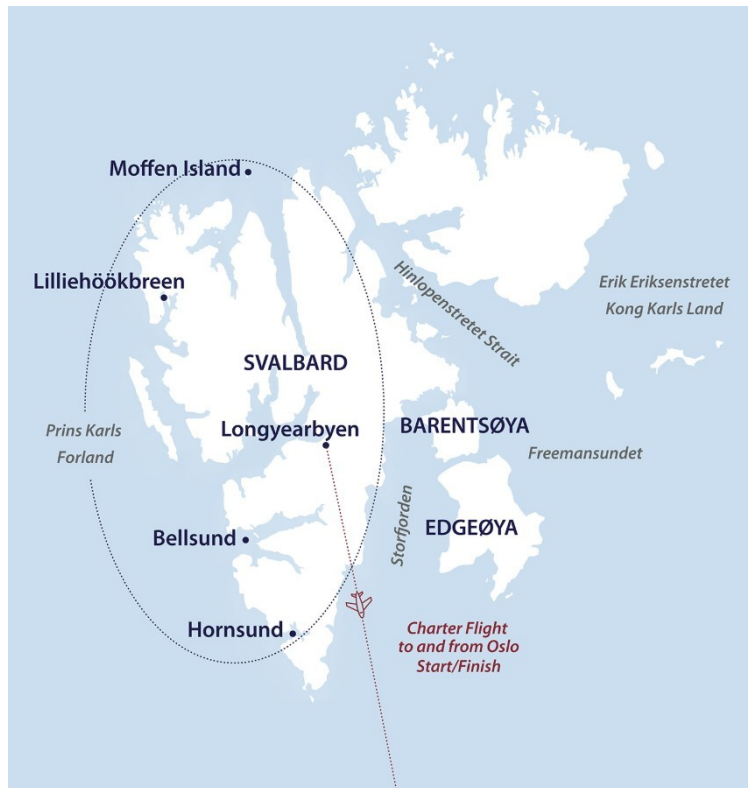 Moffen Island
Lilliehöökbreen
Hinlopenstretet Strait
Erik Eriksenstretet
Kong Karls Land
SVALBARD
Longyearbyen
BARENTSØYA
Prins Karls
Forland
Freemansundet
Storfjorden
EDGEØYA
Bellsund
Hornsund
Charter Flight
to and from Oslo
Start/Finish